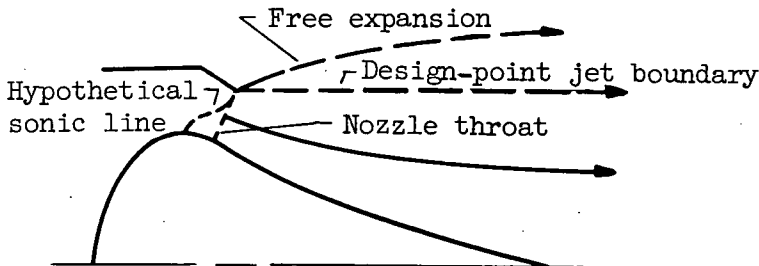 Free expansion
Design-point jet boundary
Hypothetical
sonic line
Nozzle throat